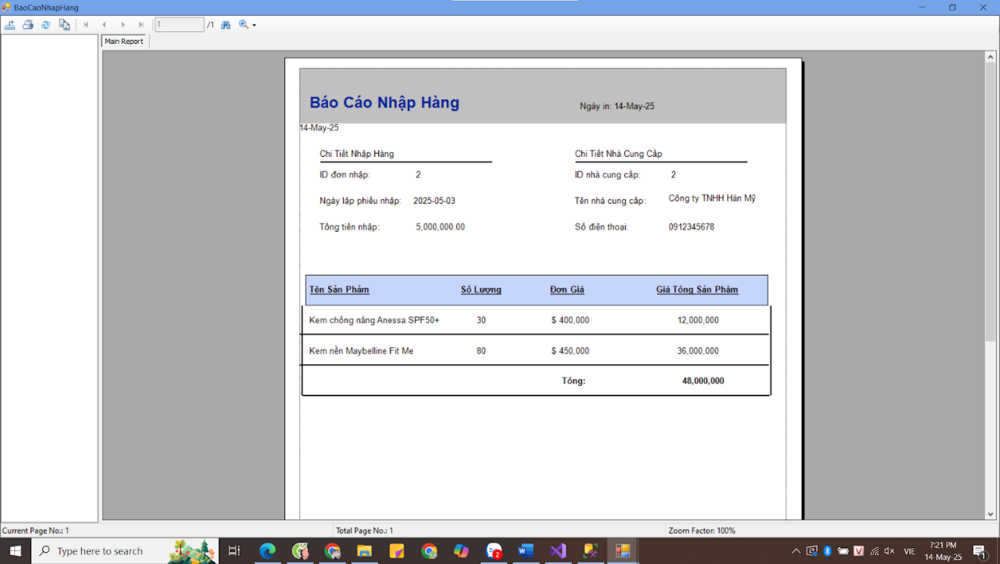 BaoCaoNhapHang
1 /1
Main Report
Báo Cáo Nhập Hàng
Ngày in: 14-May-25
14-May-25
Chi Tiết Nhập Hàng
Chi Tiết Nhà Cung Cấp
ID đơn nhập: 2
ID nhà cung cấp: 2
Ngày lập phiếu nhập: 2025-05-03
Tên nhà cung cấp: Công ty TNHH Hàn Mỹ
Tổng tiền nhập: 5,000,000.00
Số điện thoại: 0912345678
Tên Sản Phẩm Số Lượng Đơn Giá Giá Tổng Sản Phẩm
Kem chống nắng Anessa SPF50+ 30 $ 400,000 12,000,000
Kem nền Maybelline Fit Me 80 $ 450,000 36,000,000
Tổng: 48,000,000
Current Page No.: 1
Total Page No.: 1
Zoom Factor: 100%
Type here to search
2
VIE
7:21 PM
14-May-25
1